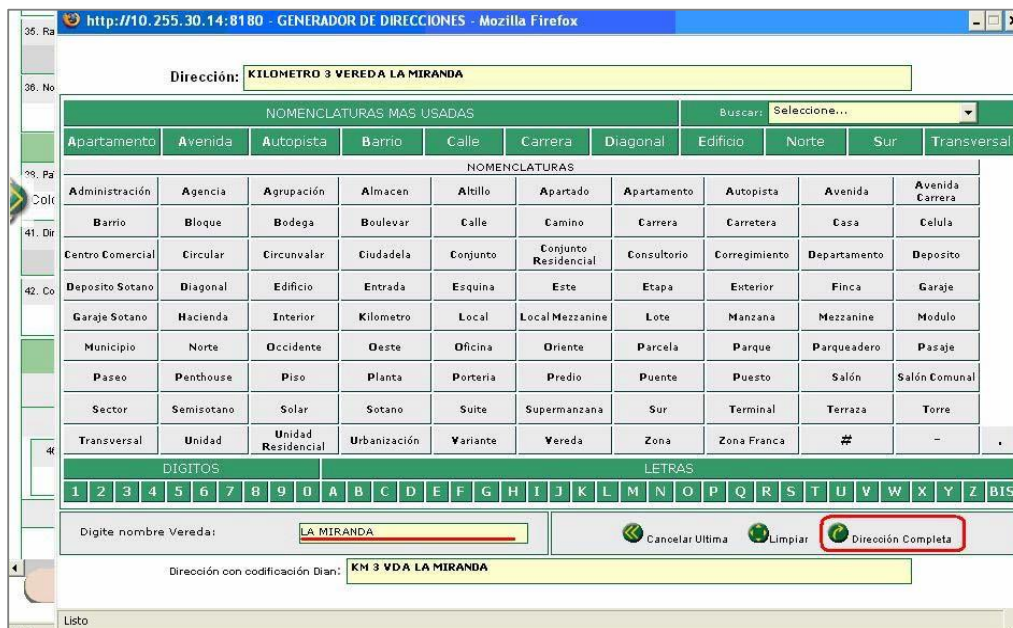 http://10.255.30.14:8180 - GENERADOR DE DIRECCIONES - Mozilla Firefox
35. Ra
Dirección: KILOMETRO 3 VEREDA LA MIRANDA
36. No
NOMENCLATURAS MAS USADAS Buscar: Seleccione...
Apartamento Avenida Autopista Barrio Calle Carrera Diagonal Edificio Norte Sur Transversal
NOMENCLATURAS
Administración Agencia Agrupación Almacen Altillo Apartado Apartamento Autopista Avenida Avenida Carrera
Barrio Bloque Bodega Boulevar Calle Camino Carrera Carretera Casa Celula
41. Dir
Centro Comercial Circular Circunvalar Ciudadela Conjunto Conjunto Residencial Consultorio Corregimiento Departamento Deposito
42. Co
Deposito Sotano Diagonal Edificio Entrada Esquina Este Etapa Exterior Finca Garaje
Garaje Sotano Hacienda Interior Kilometro Local Local Mezzanine Lote Manzana Mezzanine Modulo
Municipio Norte Occidente Oeste Oficina Oriente Parcela Parque Parqueadero Pasaje
Paseo Penthouse Piso Planta Porteria Predio Puente Puesto Salón Salón Comunal
Sector Semisotano Solar Sotano Suite Supermanzana Sur Terminal Terraza Torre
Transversal Unidad Unidad Residencial Urbanización Variante Vereda Zona Zona Franca # - .
DIGITOS LETRAS
1 2 3 4 5 6 7 8 9 0 A B C D E F G H I J K L M N O P Q R S T U V W X Y Z BIS
Digite nombre Vereda: LA MIRANDA Cancelar Ultima Limpiar Dirección Completa
Dirección con codificación Dian: KM 3 VDA LA MIRANDA
Listo